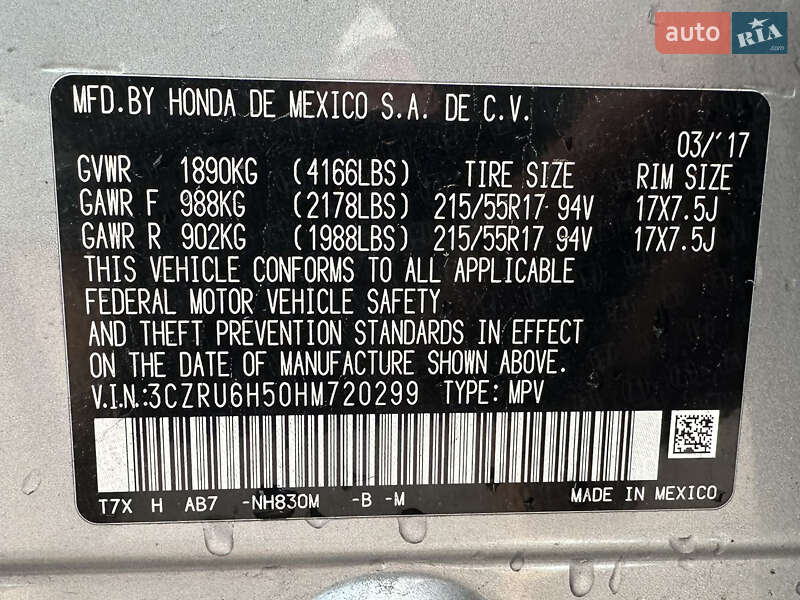 auto RIA.com
MFD.BY HONDA DE MEXICO S.A. DE C.V.
03/'17
GVWR 1890KG (4166LBS) TIRE SIZE RIM SIZE
GAWR F 988KG (2178LBS) 215/55R17 94V 17X7.5J
GAWR R 902KG (1988LBS) 215/55R17 94V 17X7.5J
THIS VEHICLE CONFORMS TO ALL APPLICABLE
FEDERAL MOTOR VEHICLE SAFETY
AND THEFT PREVENTION STANDARDS IN EFFECT
ON THE DATE OF MANUFACTURE SHOWN ABOVE.
V.I.N.:3CZRU6H50HM720299 TYPE: MPV
T7X H AB7 -NH830M -B -M MADE IN MEXICO